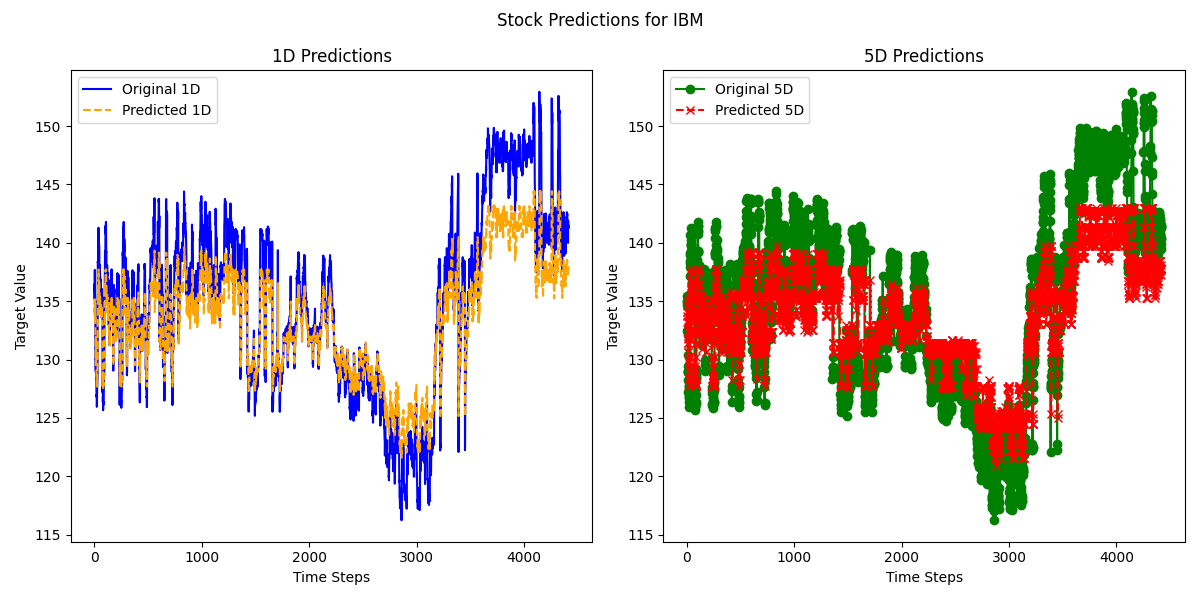 Stock Predictions for IBM
1D Predictions
Original 1D
Predicted 1D
Target Value
150
145
140
135
130
125
120
115
0
1000
2000
3000
4000
Time Steps
5D Predictions
Original 5D
Predicted 5D
Target Value
150
145
140
135
130
125
120
115
0
1000
2000
3000
4000
Time Steps